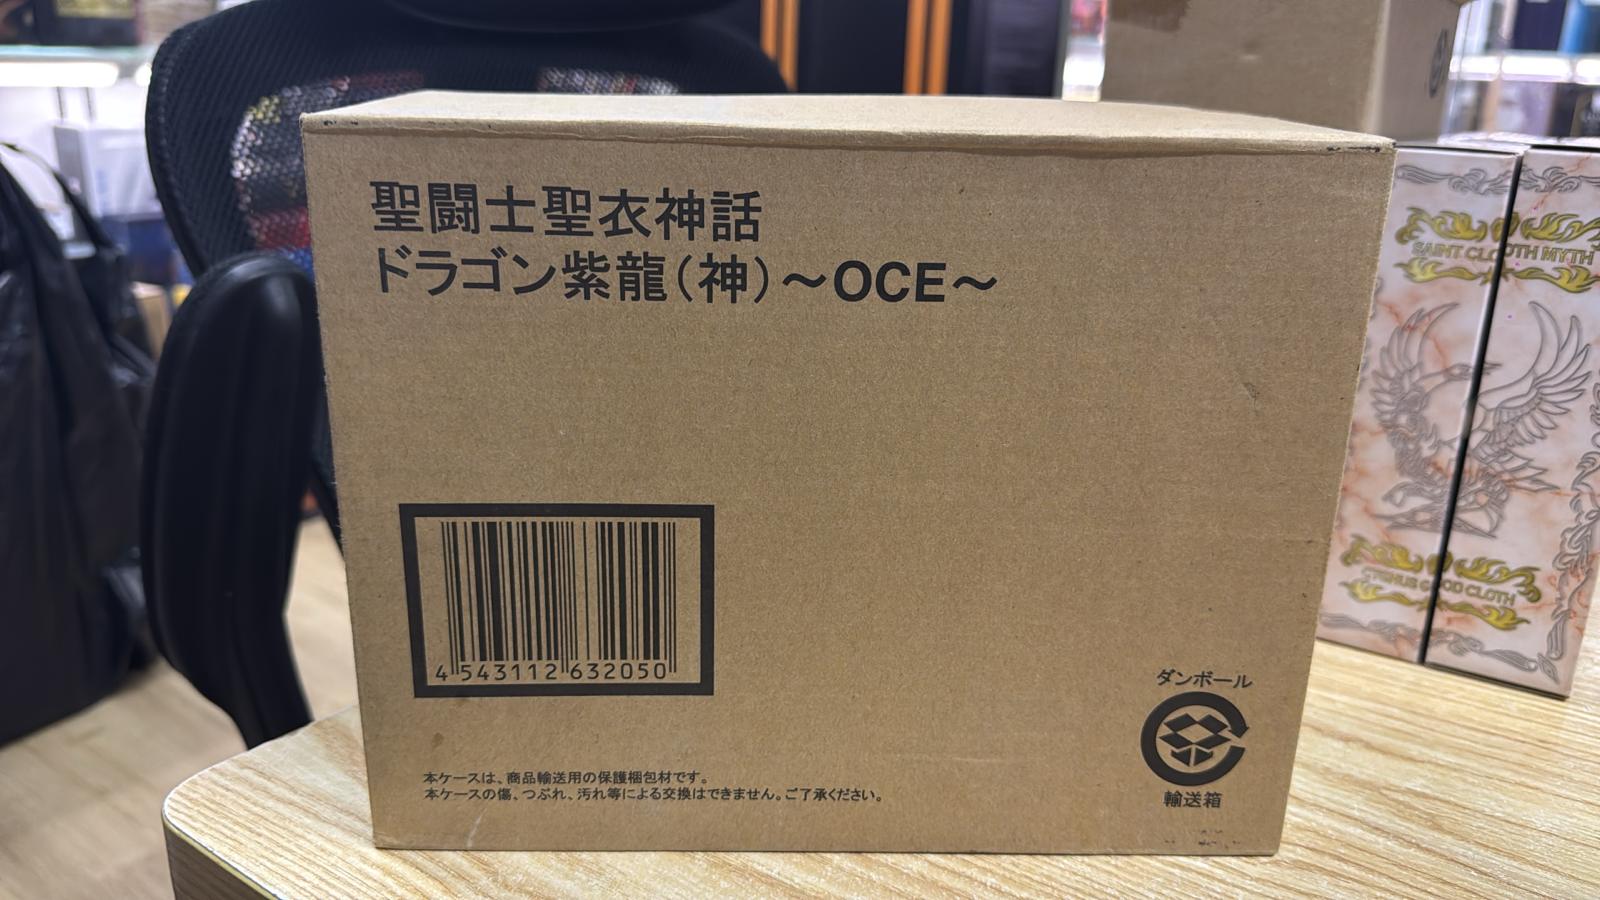 聖闘士聖衣神話
ドラゴン紫龍（神）～OCE～
4 543112 632050
本ケースは、商品輸送用の保護梱包材です。
本ケースの傷、つぶれ、汚れ等による交換はできません。ご了承ください。
ダンボール
輸送箱
SAINT CLOTH MYTH
GOD CLOTH